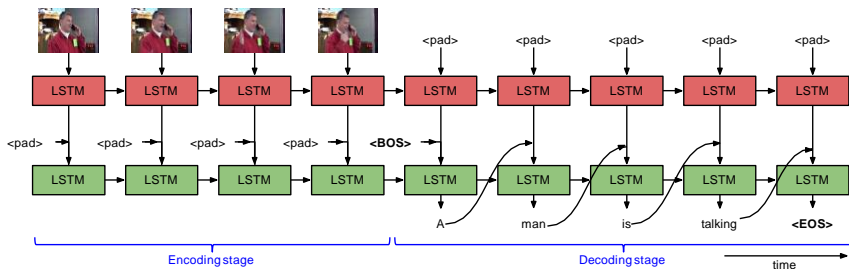 <pad> <pad> <pad> <pad> <pad>
LSTM LSTM LSTM LSTM LSTM LSTM LSTM LSTM LSTM
<pad> <pad> <pad> <pad> <BOS>
LSTM LSTM LSTM LSTM LSTM LSTM LSTM LSTM LSTM
A man is talking <EOS>
Encoding stage Decoding stage
time